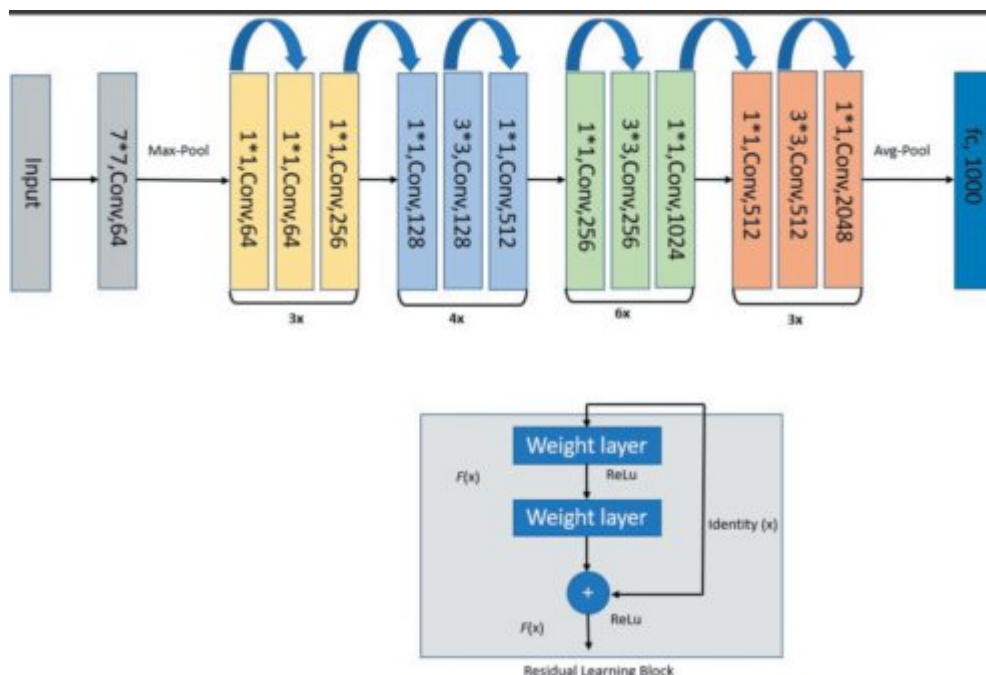 Input
7*7,Conv,64
Max-Pool
1*1,Conv,64
1*1,Conv,64
1*1,Conv,256
3x
1*1,Conv,128
3*3,Conv,128
1*1,Conv,512
4x
1*1,Conv,256
3*3,Conv,256
1*1,Conv,1024
6x
1*1,Conv,512
3*3,Conv,512
1*1,Conv,2048
3x
Avg-Pool
fc, 1000
Weight layer
F(x)
ReLu
Weight layer
Identity (x)
+
ReLu
F(x)
Residual Learning Block